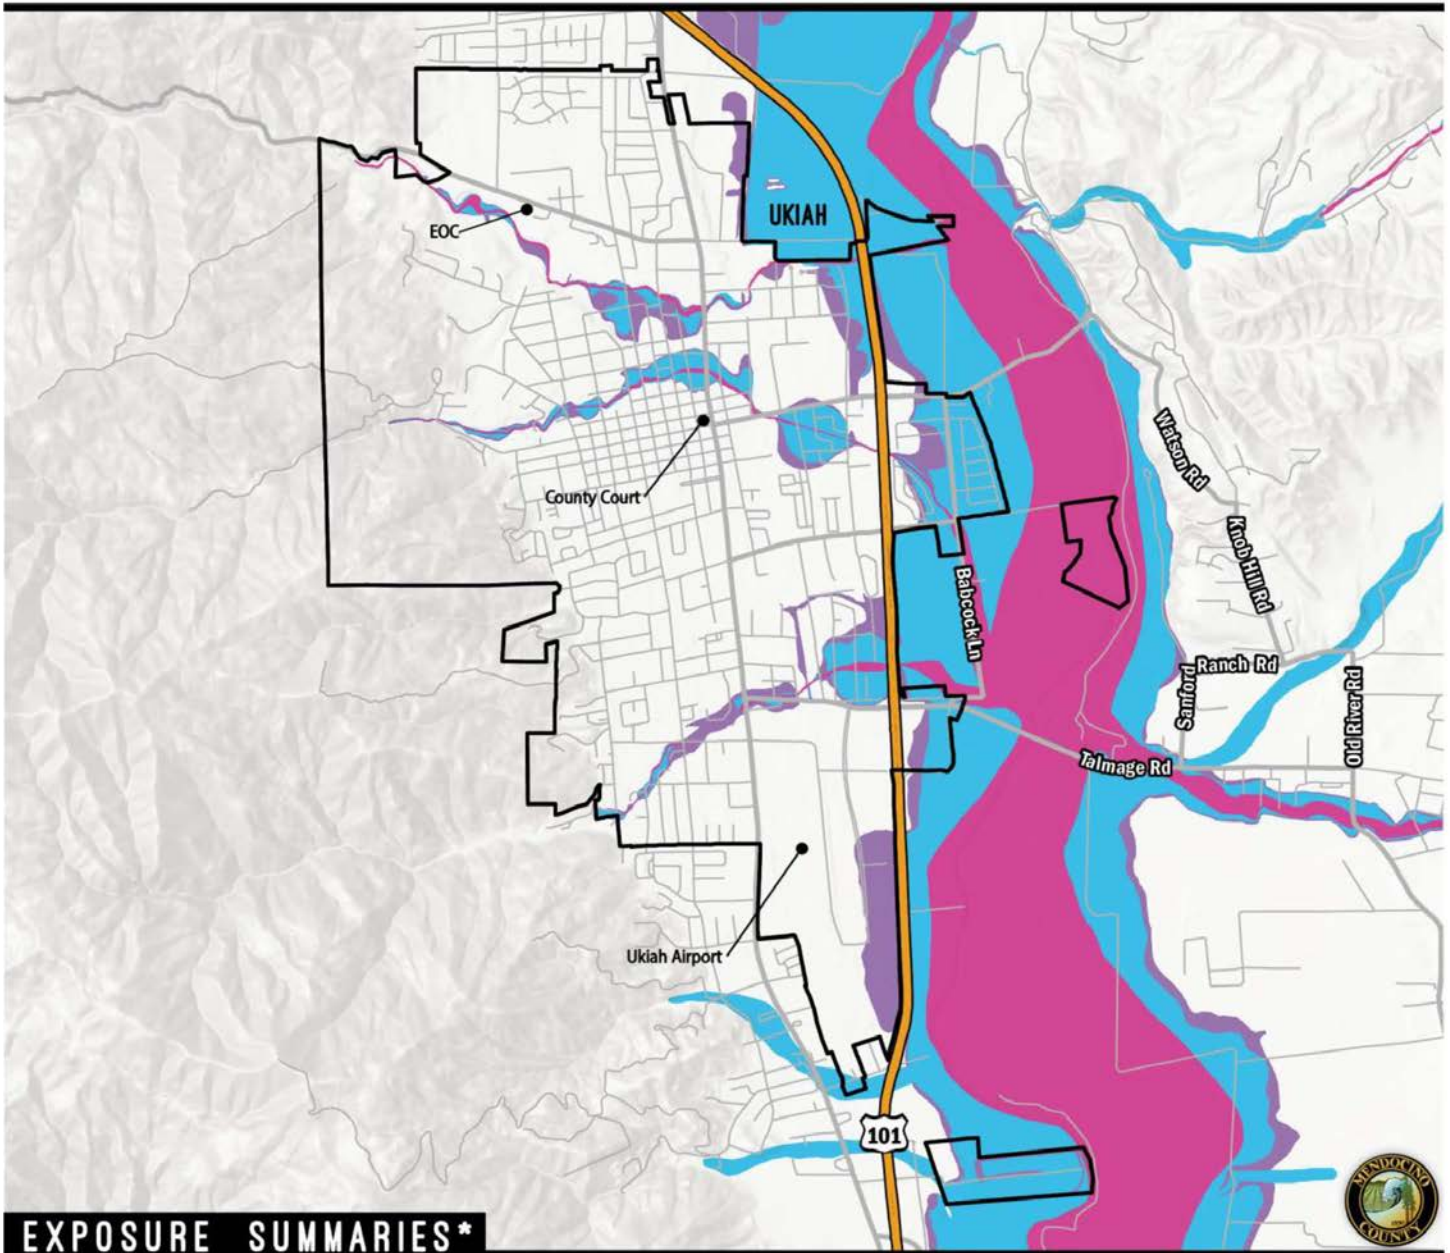 UKIAH
EOC
Watson Rd
County Court
Knob Hill Rd
Babcock Ln
Sanford
Ranch Rd
Old River Rd
Talmage Rd
Ukiah Airport
101
MENDOCINO
COUNTY
EXPOSURE SUMMARIES*